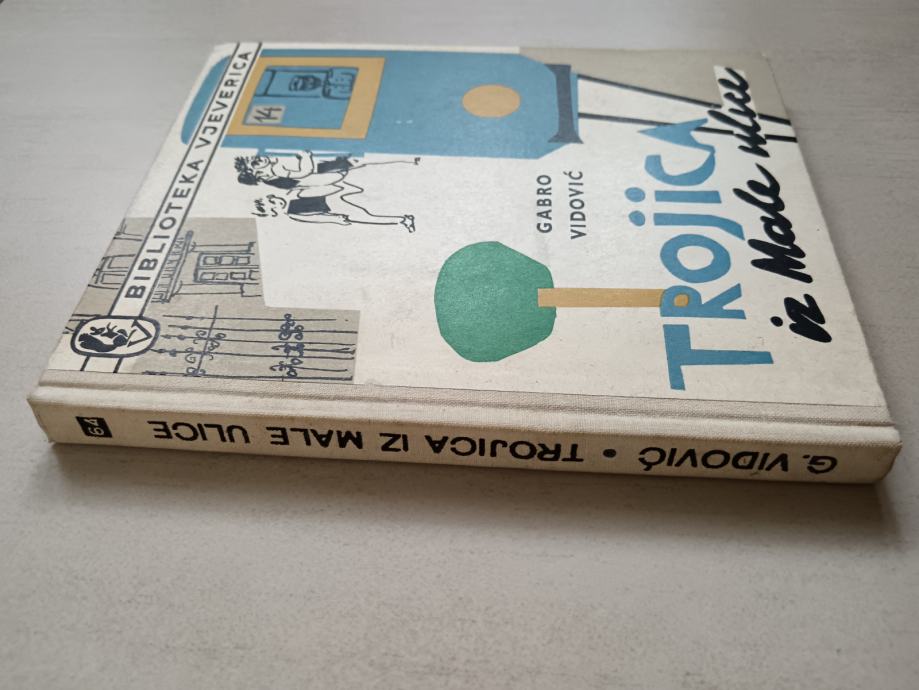 BIBLIOTEKA VJEVERICA
14
GABRO
VIDOVIĆ
TROJICA
iz Male ulice
G. VIDOVIĆ • TROJICA IZ MALE ULICE
64